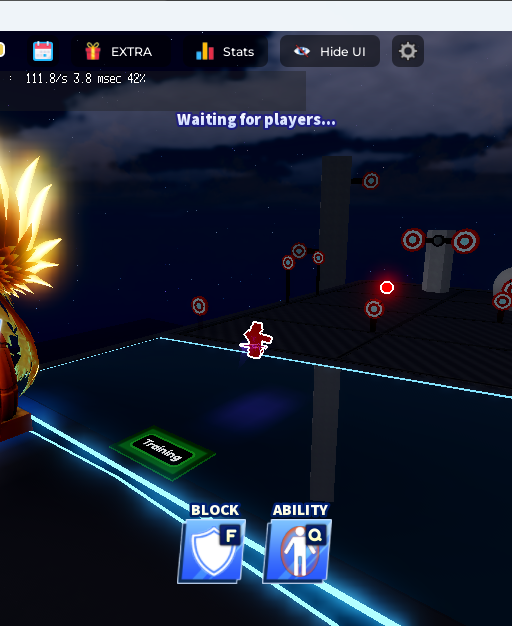 EXTRA
Stats
Hide UI
: 111.8/s 3.8 msec 42%
Waiting for players...
Training
BLOCK
ABILITY
F
Q